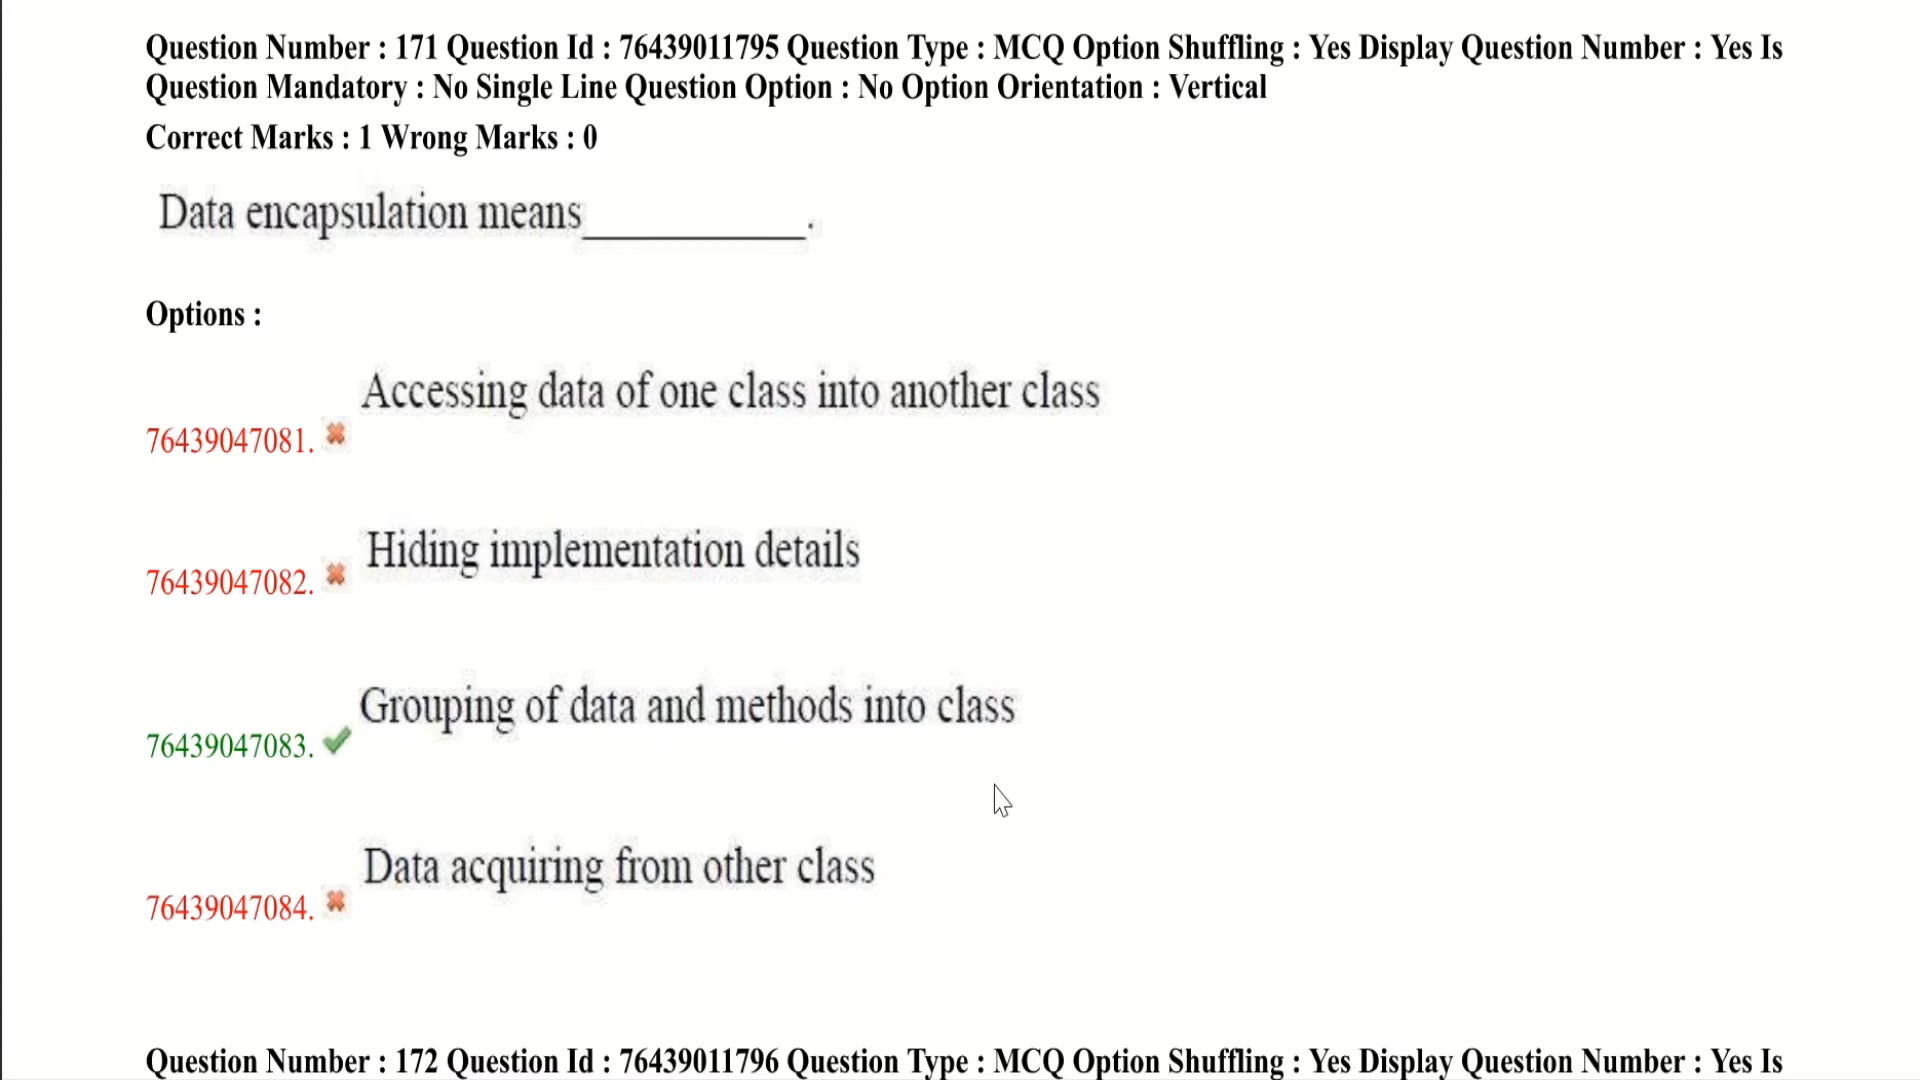 Question Number : 171 Question Id : 76439011795 Question Type : MCQ Option Shuffling : Yes Display Question Number : Yes Is
Question Mandatory : No Single Line Question Option : No Option Orientation : Vertical
Correct Marks : 1 Wrong Marks : 0
Data encapsulation means__________.
Options :
Accessing data of one class into another class
76439047081.
Hiding implementation details
76439047082.
Grouping of data and methods into class
76439047083.
Data acquiring from other class
76439047084.
Question Number : 172 Question Id : 76439011796 Question Type : MCQ Option Shuffling : Yes Display Question Number : Yes Is